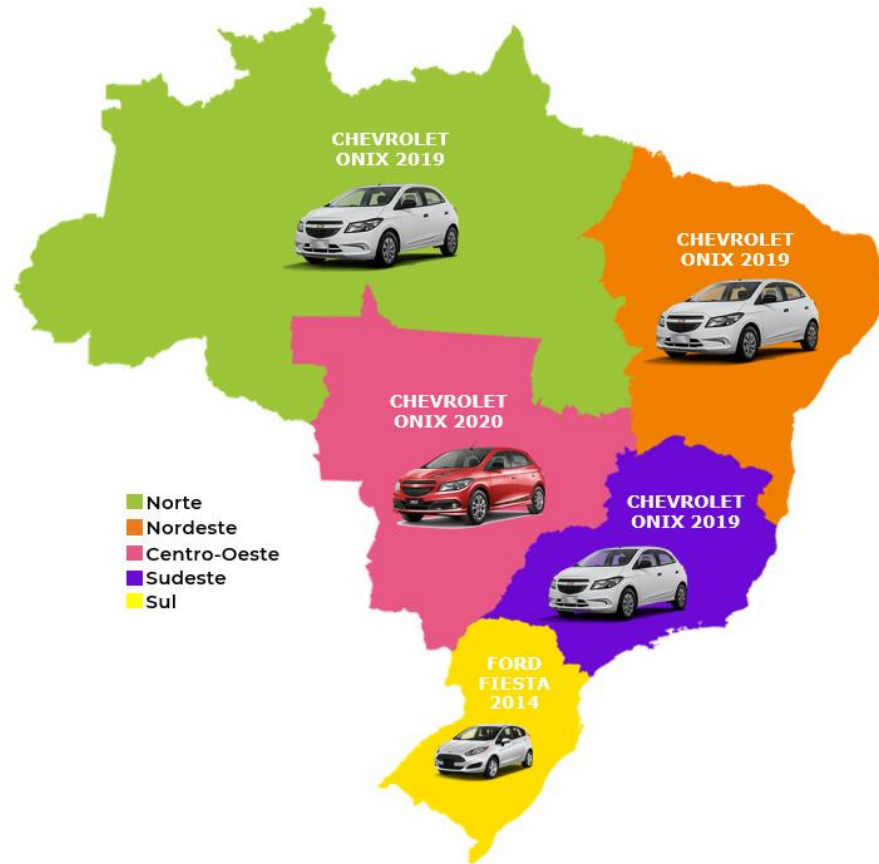 CHEVROLET
ONIX 2019
CHEVROLET
ONIX 2019
CHEVROLET
ONIX 2020
CHEVROLET
ONIX 2019
Norte
Nordeste
Centro-Oeste
Sudeste
Sul
FORD
FIESTA
2014